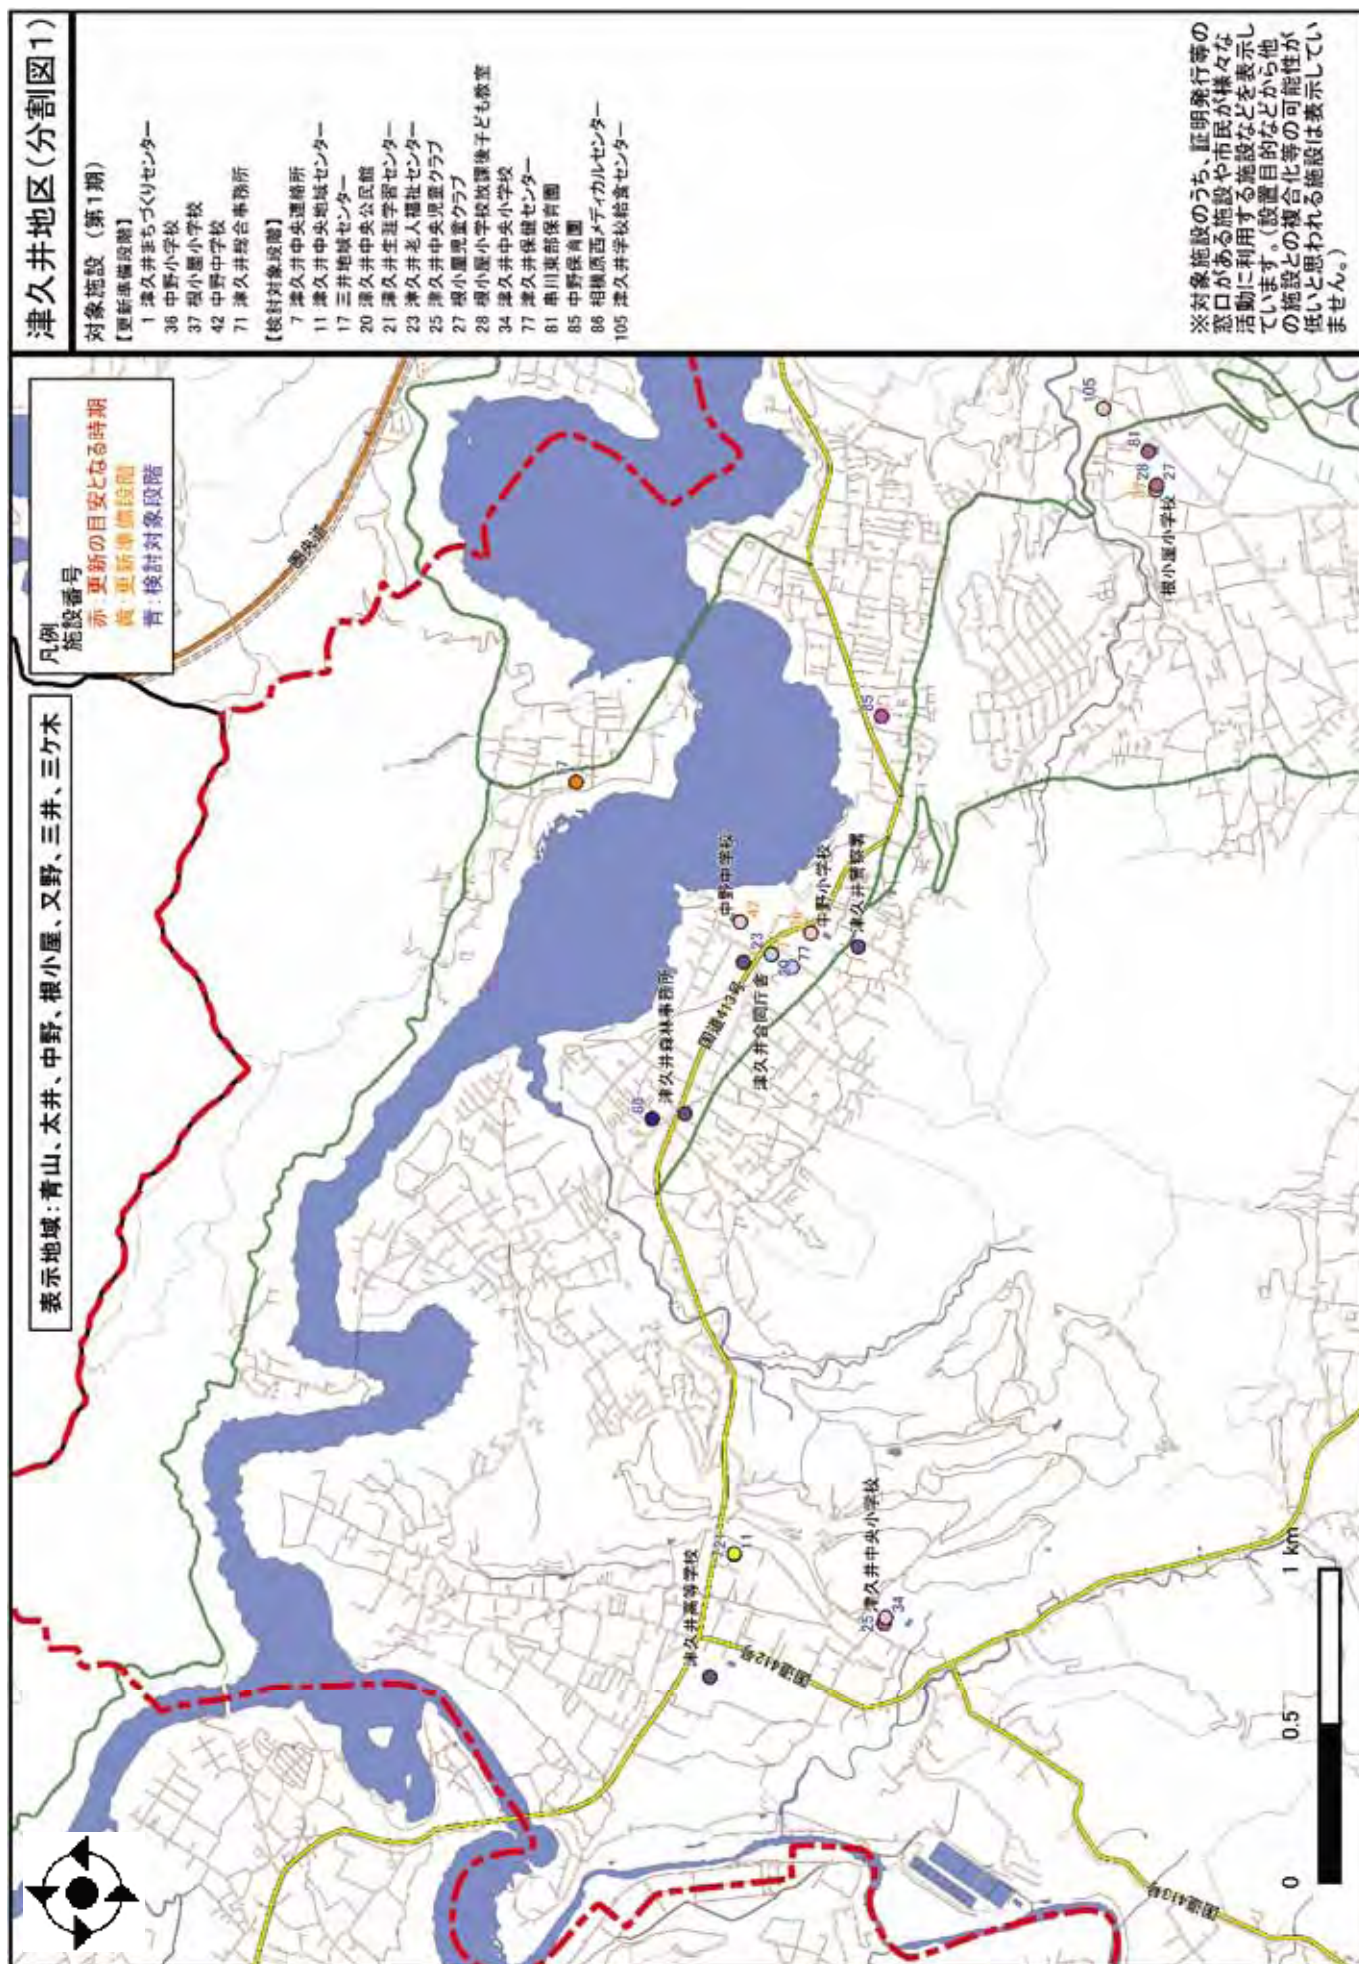 津久井地区(分割図1)
対象施設 (第1期)
【更新準備段階】
1 津久井まちづくりセンター
36 中野小学校
37 根小屋小学校
42 中野中学校
71 津久井総合事務所
【検討対象段階】
7 津久井中央連絡所
11 津久井中央地域センター
17 三井地域センター
20 津久井中央公民館
21 津久井生涯学習センター
23 津久井老人福祉センター
25 津久井中央児童クラブ
27 根小屋児童クラブ
28 根小屋小学校放課後子ども教室
34 津久井中央小学校
77 津久井保健センター
81 串川東部保育園
85 中野保育園
86 相模原西メディカルセンター
105 津久井学校給食センター
※対象施設のうち、証明発行等の
窓口がある施設や市民が様々な
活動に利用する施設などを表示し
ています。(設置目的などから他
の施設との複合化等の可能性が
低いと思われる施設は表示してい
ません。)
表示地域:青山、太井、中野、根小屋、又野、三井、三ケ木
凡例
施設番号
赤:更新の目安となる時期
黄:更新準備段階
青:検討対象段階
圏央道
105
81
28
27
根小屋小学校
85
中野中学校
42
23
中野小学校
77
津久井警察署
津久井合同庁舎
国道413号
津久井森林事務所
津久井高等学校
11
津久井中央小学校
25
34
国道412号
国道413号
0
0.5
1 km